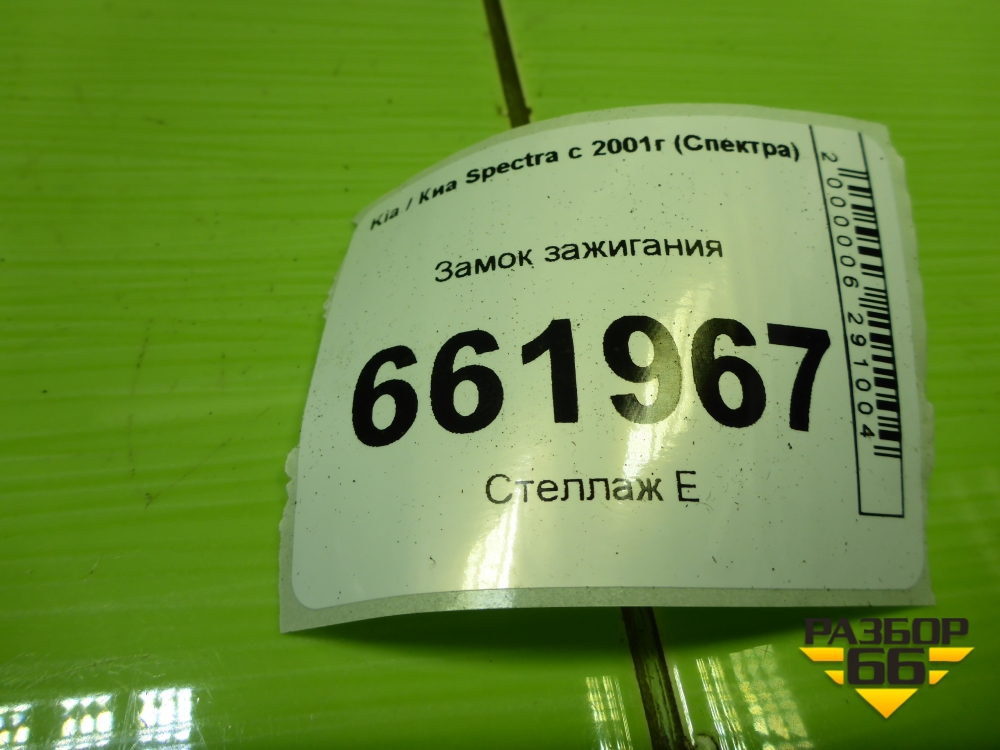 Kia / Киа Spectra с 2001г (Спектра)
Замок зажигания
661967
Стеллаж Е
2000006291004
РАЗБОР
66